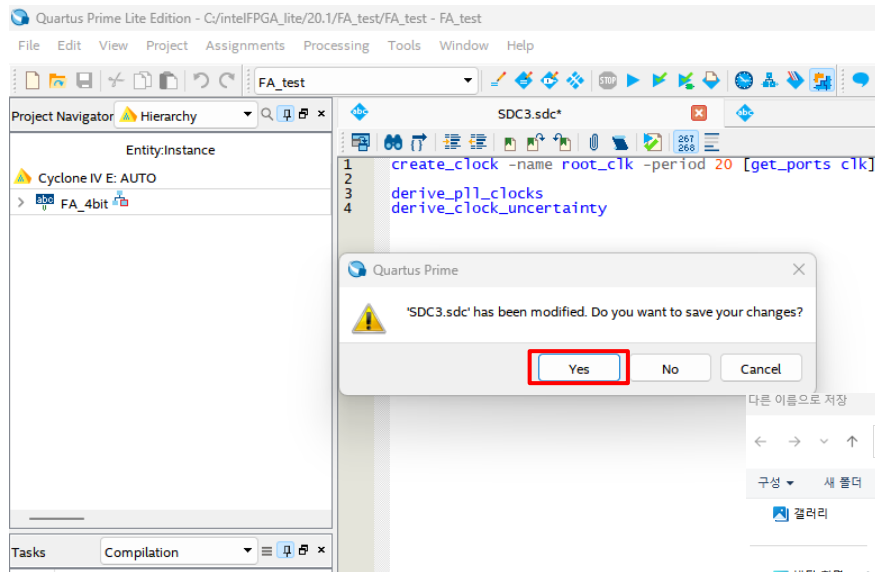 Quartus Prime Lite Edition - C:/intelFPGA_lite/20.1/FA_test/FA_test - FA_test
File Edit View Project Assignments Processing Tools Window Help
FA_test
Project Navigator Hierarchy
SDC3.sdc*
Entity:Instance
Cyclone IV E: AUTO
FA_4bit
267
268
1 create_clock -name root_clk -period 20 [get_ports clk]
2
3 derive_pll_clocks
4 derive_clock_uncertainty
Quartus Prime
'SDC3.sdc' has been modified. Do you want to save your changes?
Yes No Cancel
다른 이름으로 저장
구성 새 폴더
갤러리
Tasks Compilation